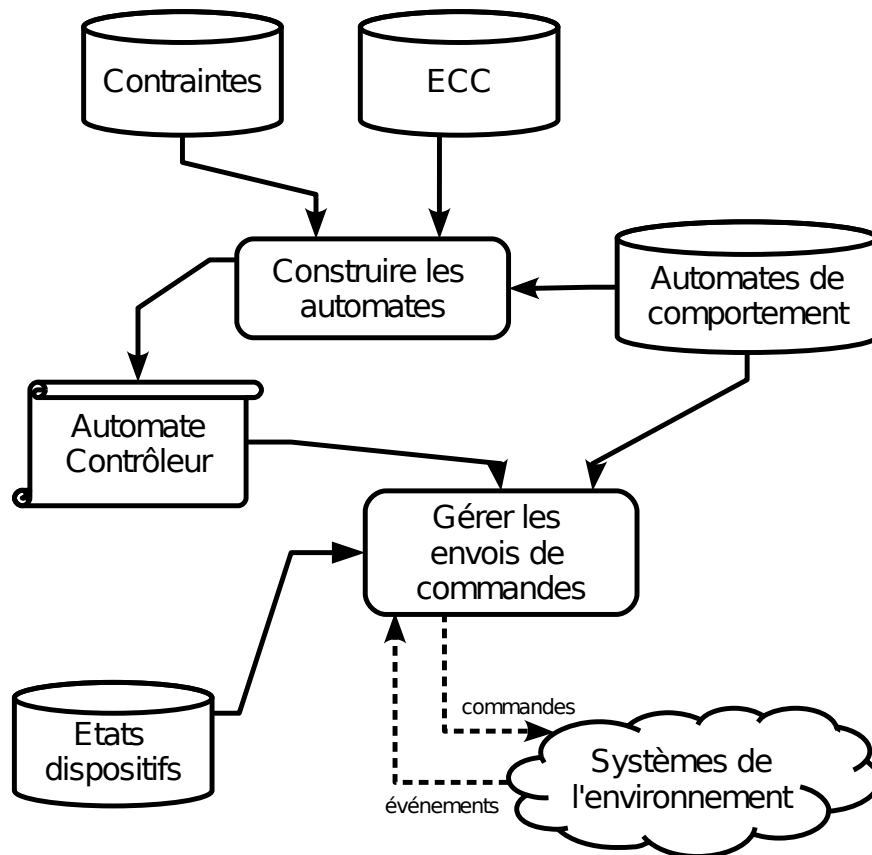 Contraintes
ECC
Construire les
automates
Automates de
comportement
Automate
Contrôleur
Gérer les
envois de
commandes
Etats
dispositifs
commandes
événements
Systèmes de
l'environnement